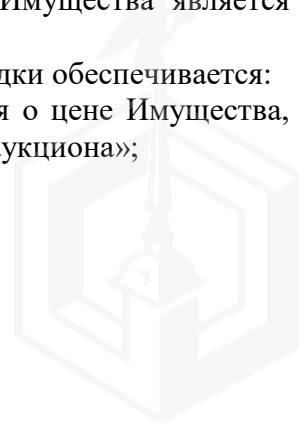 Имущества является
дки обеспечивается:
я о цене Имущества,
укциона»;